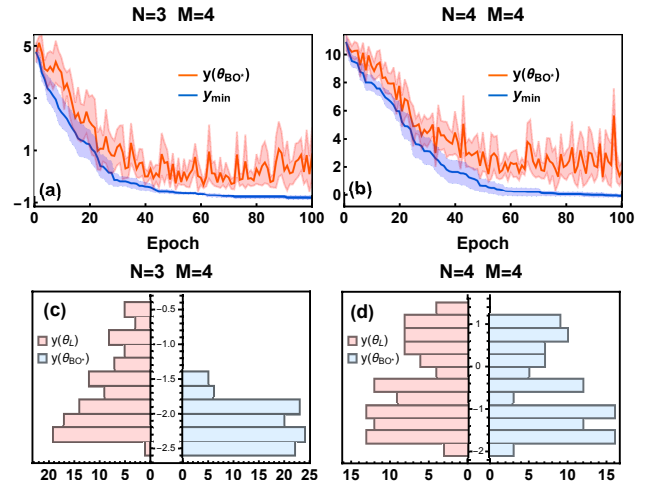 N=3 M=4
N=4 M=4
5
3
1
−1
y(θBO*)
ymin
(a)
0 20 40 60 80 100
Epoch
10
8
6
4
2
0
y(θBO*)
ymin
(b)
0 20 40 60 80 100
Epoch
N=3 M=4
N=4 M=4
(c)
y(θL)
y(θBO*)
−0.5
−1.0
−1.5
−2.0
−2.5
20 15 10 5 0
0 5 10 15 20 25
(d)
y(θL)
y(θBO*)
1
0
−1
−2
15 10 5 0
0 5 10 15